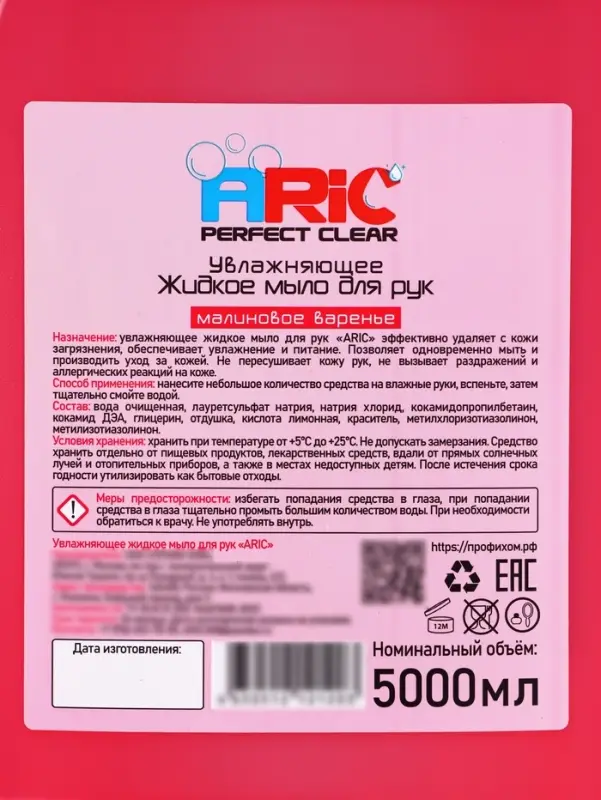 ARiC
PERFECT CLEAR
Увлажняющее
Жидкое мыло для рук
малиновое варенье
Назначение: увлажняющее жидкое мыло для рук «ARIC» эффективно удаляет с кожи
загрязнения, обеспечивает увлажнение и питание. Позволяет одновременно мыть и
производить уход за кожей. Не пересушивает кожу рук, не вызывает раздражений и
аллергических реакций на коже.
Способ применения: нанесите небольшое количество средства на влажные руки, вспеньте, затем
тщательно смойте водой.
Состав: вода очищенная, лауретсульфат натрия, натрия хлорид, кокамидопропилбетаин,
кокамид ДЭА, глицерин, отдушка, кислота лимонная, краситель, метилхлоризотиазолинон,
метилизотиазолинон.
Условия хранения: хранить при температуре от +5°С до +25°С. Не допускать замерзания. Средство
хранить отдельно от пищевых продуктов, лекарственных средств, вдали от прямых солнечных
лучей и отопительных приборов, а также в местах недоступных детям. После истечения срока
годности утилизировать как бытовые отходы.
Меры предосторожности: избегать попадания средства в глаза, при попадании
средства в глаза тщательно промыть большим количеством воды. При необходимости
обратиться к врачу. Не употреблять внутрь.
Увлажняющее жидкое мыло для рук «ARIC»
https://профихом.рф
EAC
12М
Дата изготовления:
Номинальный объём:
5000мл